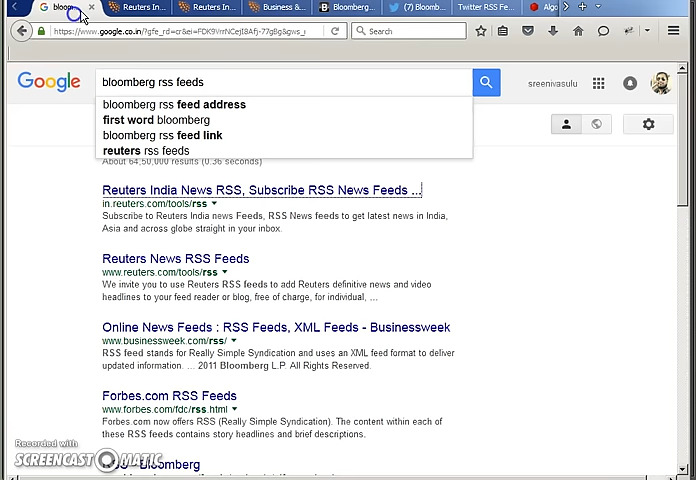 bloom
Reuters In...
Reuters In...
Business &...
Bloomberg...
(7) Bloomb...
Twitter RSS Fe...
Algo
https://www.google.co.in/?gfe_rd=cr&ei=
Search
Google
bloomberg rss feeds
sreenivasulu
bloomberg rss feed address
first word bloomberg
bloomberg rss feed link
reuters rss feeds
About 64,50,000 results (0.36 seconds)
Reuters India News RSS, Subscribe RSS News Feeds ...
in.reuters.com/tools/rss
Subscribe to Reuters India news Feeds, RSS News feeds to get latest news in India,
Asia and across globe straight in your inbox.
Reuters News RSS Feeds
www.reuters.com/tools/rss
We invite you to use Reuters RSS feeds to add Reuters definitive news and video
headlines to your feed reader or blog, free of charge, for individual, ...
Online News Feeds : RSS Feeds, XML Feeds - Businessweek
www.businessweek.com/rss/
RSS feed stands for Really Simple Syndication and uses an XML feed format to deliver
updated information. ... 2011 Bloomberg L.P. All Rights Reserved.
Forbes.com RSS Feeds
www.forbes.com/fdc/rss.html
Forbes.com now offers RSS (Really Simple Syndication). The content within each of
these RSS feeds contains story headlines and brief descriptions.
RSS - Bloomberg
Recorded with
SCREENCAST-O-MATIC